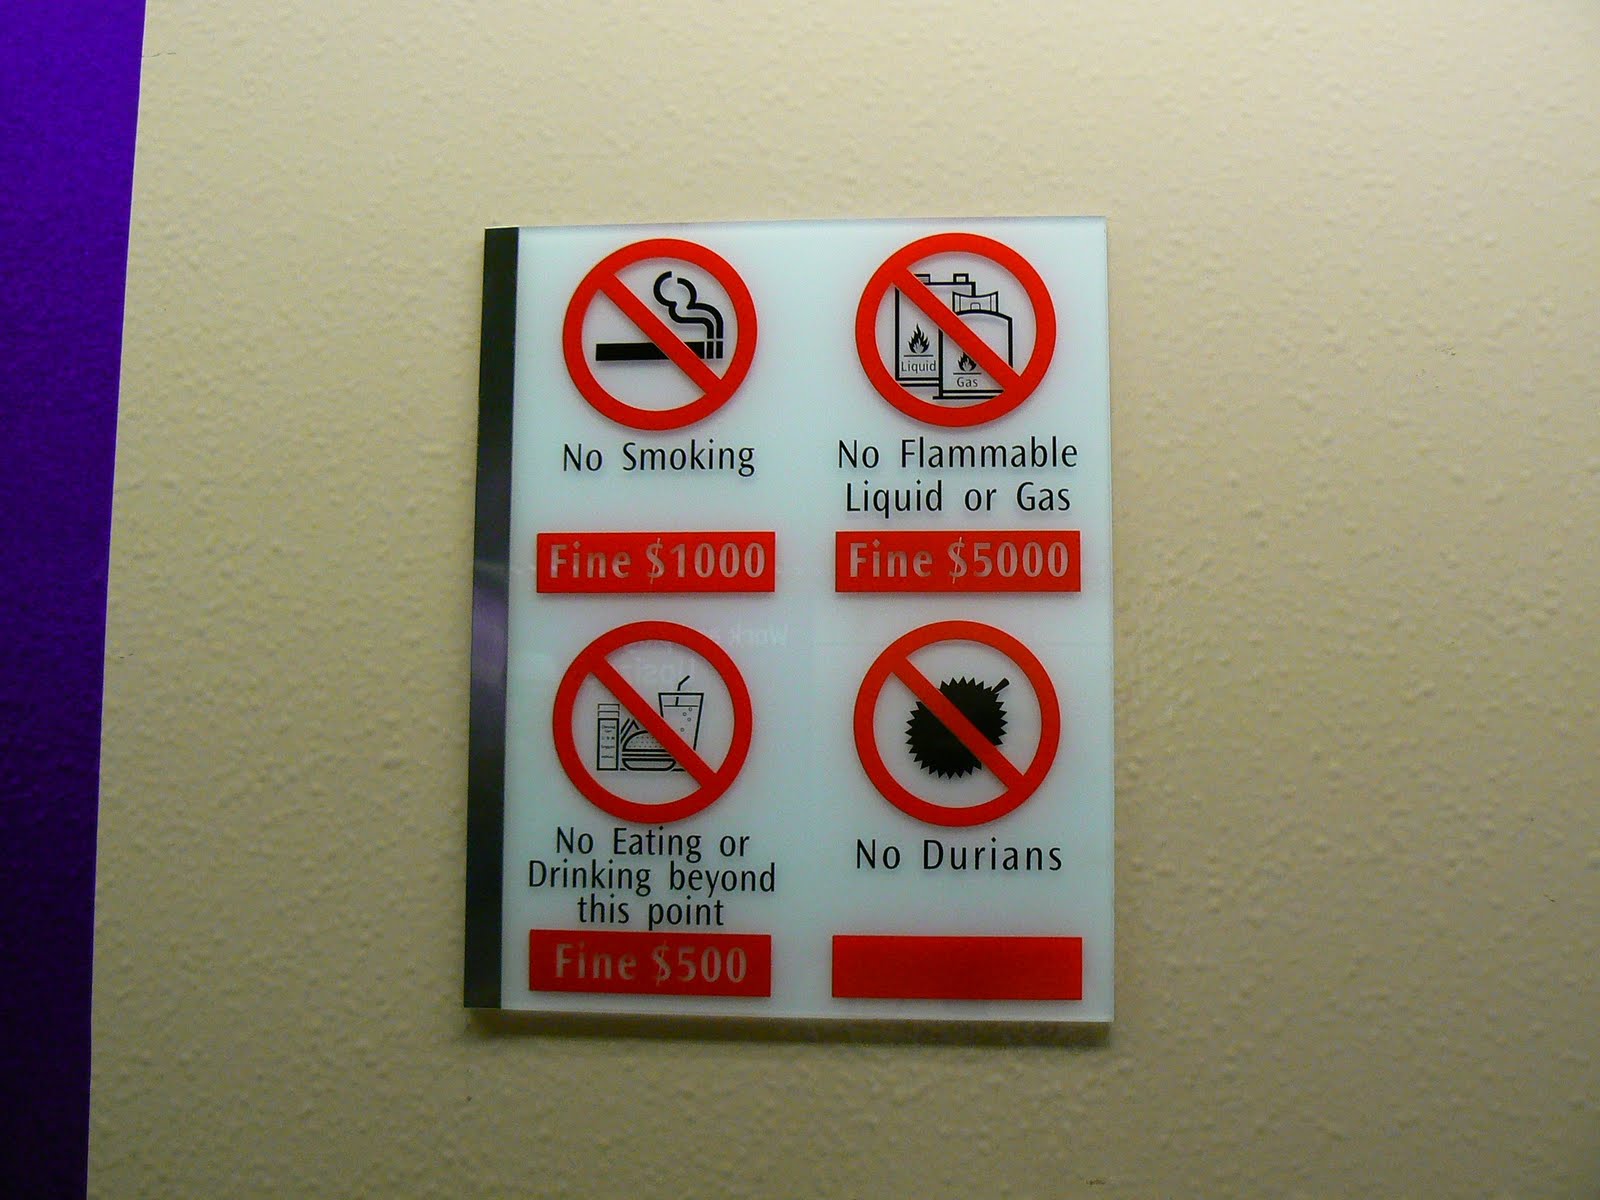 Liquid
Gas
No Smoking
Fine $1000
No Flammable
Liquid or Gas
Fine $5000
No Eating or
Drinking beyond
this point
Fine $500
No Durians